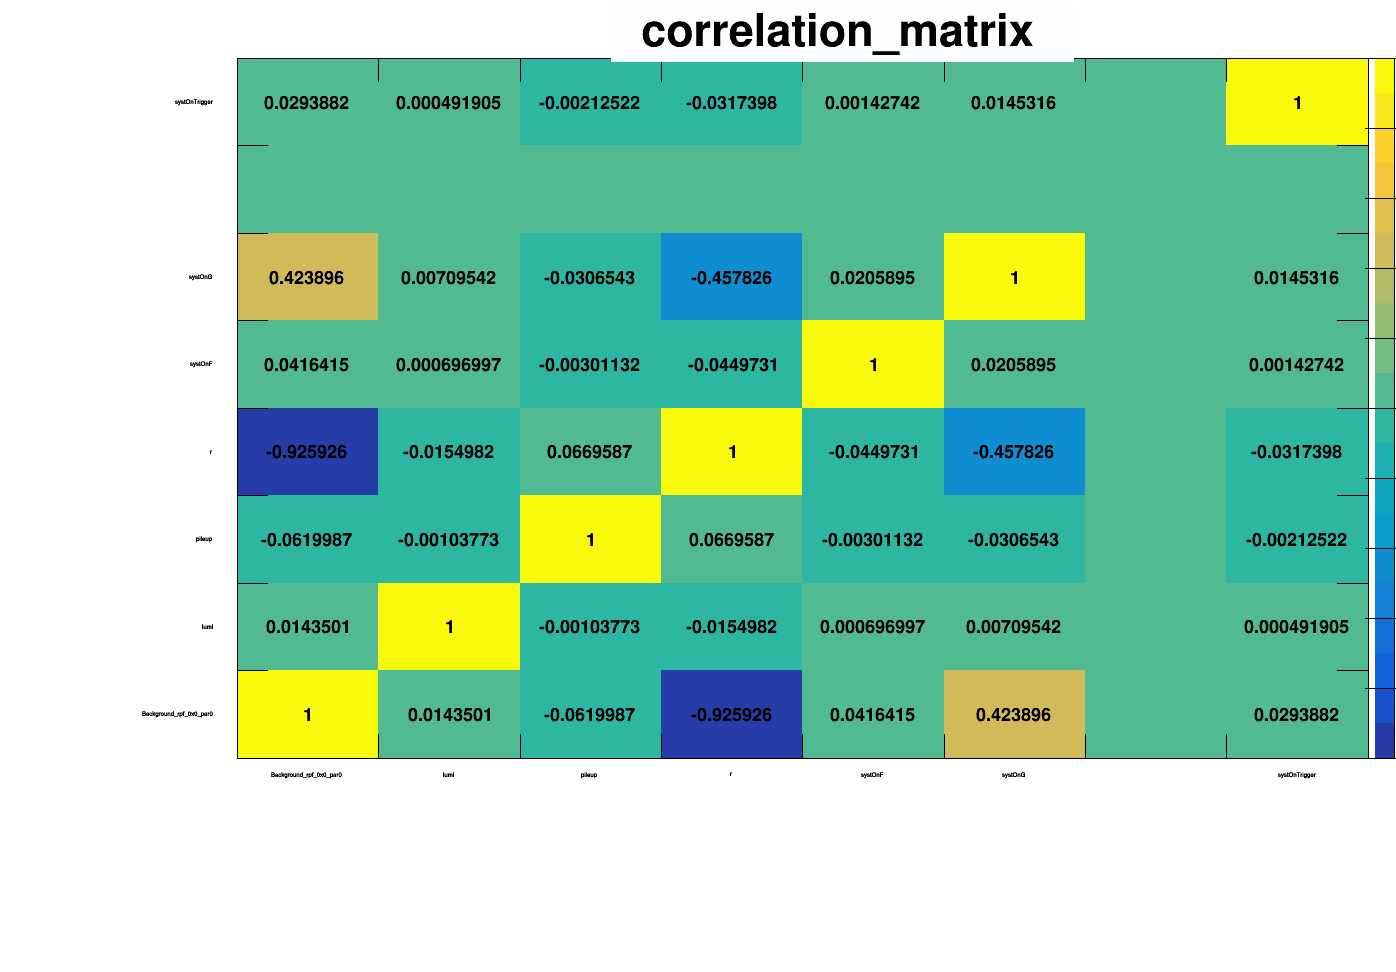 correlation_matrix
systOnTrigger 0.0293882 0.000491905 -0.00212522 -0.0317398 0.00142742 0.0145316 1
systOnG 0.423896 0.00709542 -0.0306543 -0.457826 0.0205895 1 0.0145316
systOnF 0.0416415 0.000696997 -0.00301132 -0.0449731 1 0.0205895 0.00142742
r -0.925926 -0.0154982 0.0669587 1 -0.0449731 -0.457826 -0.0317398
pileup -0.0619987 -0.00103773 1 0.0669587 -0.00301132 -0.0306543 -0.00212522
lumi 0.0143501 1 -0.00103773 -0.0154982 0.000696997 0.00709542 0.000491905
Background_rpf_0x0_par0 1 0.0143501 -0.0619987 -0.925926 0.0416415 0.423896 0.0293882
Background_rpf_0x0_par0 lumi pileup r systOnF systOnG systOnTrigger